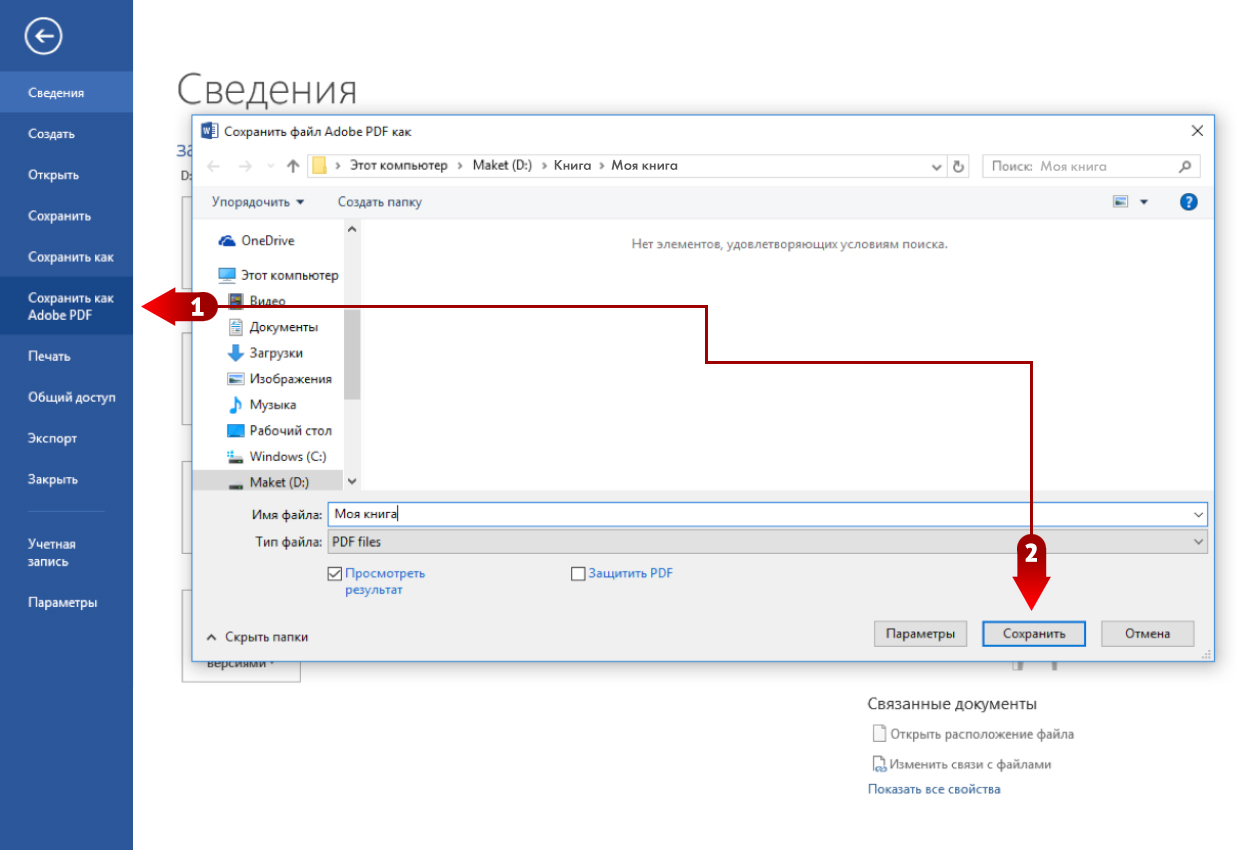 Сведения
Создать
Открыть
Сохранить
Сохранить как
Сохранить как
Adobe PDF
Печать
Общий доступ
Экспорт
Закрыть
Учетная
запись
Параметры
Сведения
За
D:
Сохранить файл Adobe PDF как
Этот компьютер › Maket (D:) › Книга › Моя книга
Поиск: Моя книга
Упорядочить
Создать папку
?
OneDrive
Этот компьютер
Видео
Документы
Загрузки
Изображения
Музыка
Рабочий стол
Windows (C:)
Maket (D:)
Нет элементов, удовлетворяющих условиям поиска.
1
Имя файла: Моя книга
Тип файла: PDF files
2
Просмотреть
результат
Защитить PDF
Скрыть папки
Параметры
Сохранить
Отмена
версиями
Связанные документы
Открыть расположение файла
Изменить связи с файлами
Показать все свойства